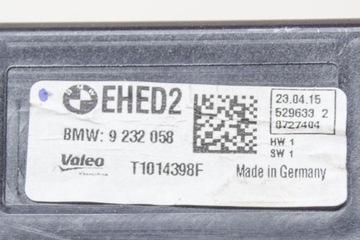 EHED2
BMW: 9 232 058
Valeo
T1014398F
23.04.15
529633 2
0727404
HW 1
SW 1
Made in Germany